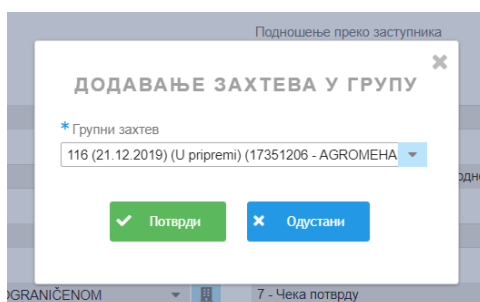 Подношење преко заступника
ДОДАВАЊЕ ЗАХТЕВА У ГРУПУ
* Групни захтев
116 (21.12.2019) (U pripremi) (17351206 - AGROMEHA
Потврди
Одустани
OGRANIČENOM
7 - Чека потврду